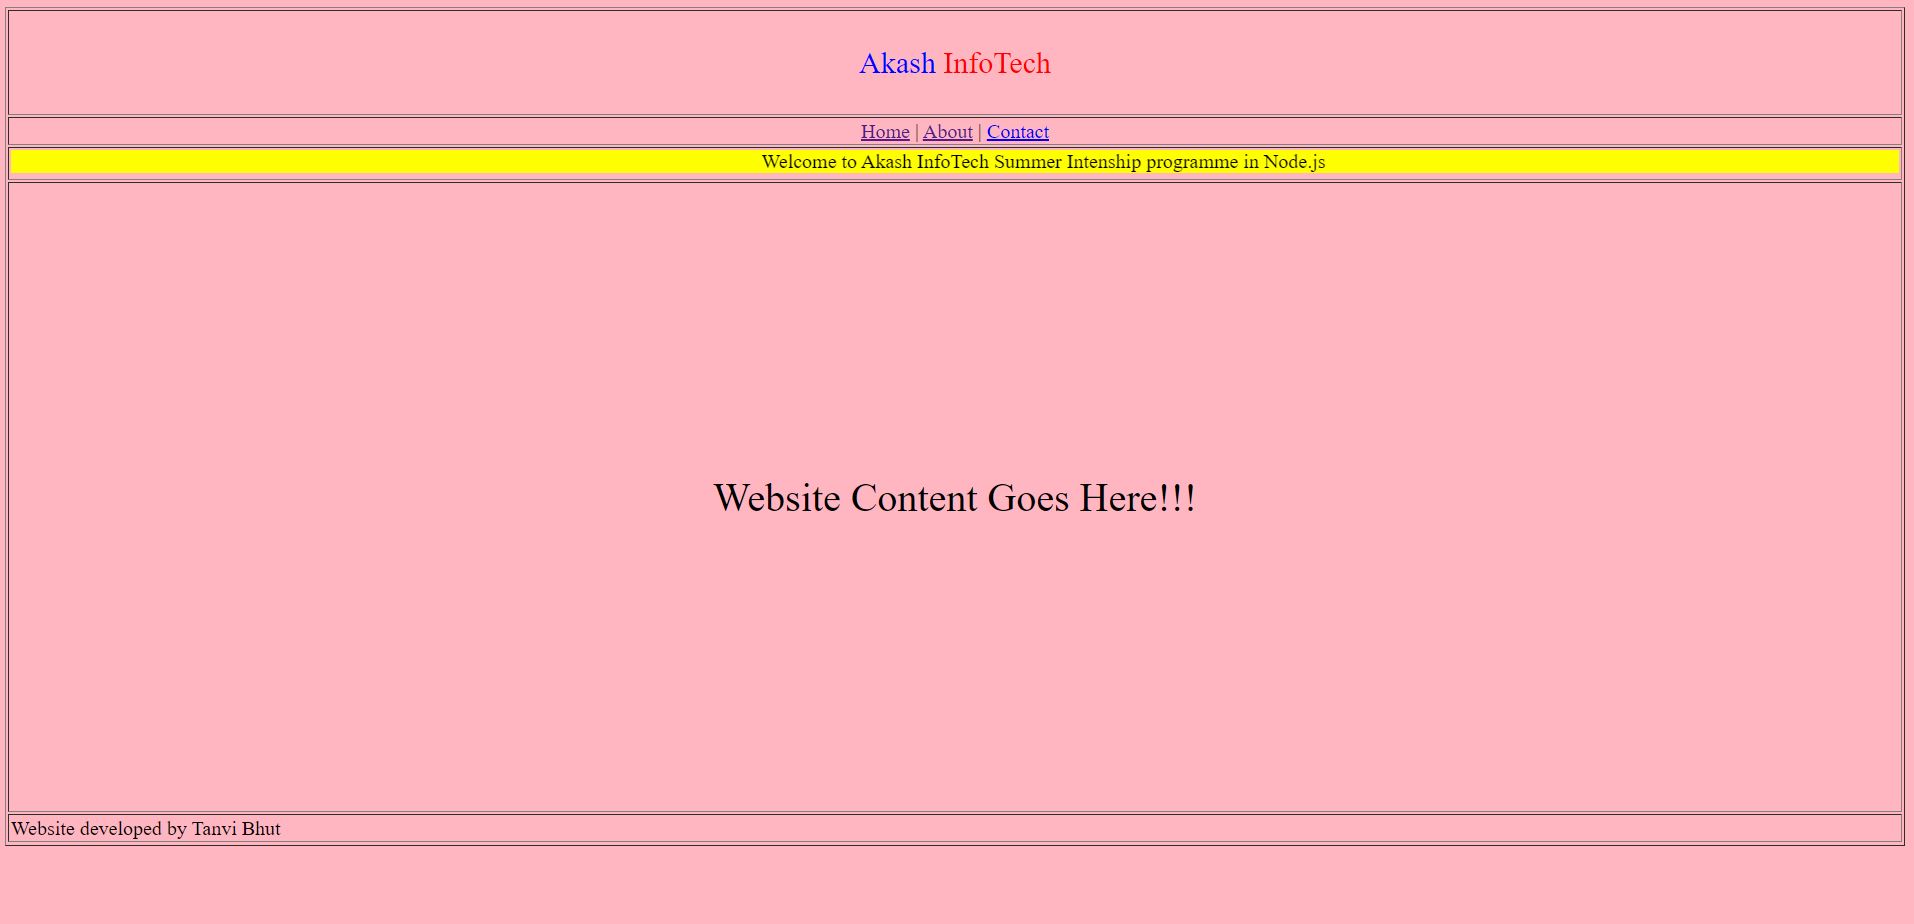 Akash InfoTech
Home | About | Contact
Welcome to Akash InfoTech Summer Intenship programme in Node.js
Website Content Goes Here!!!
Website developed by Tanvi Bhut